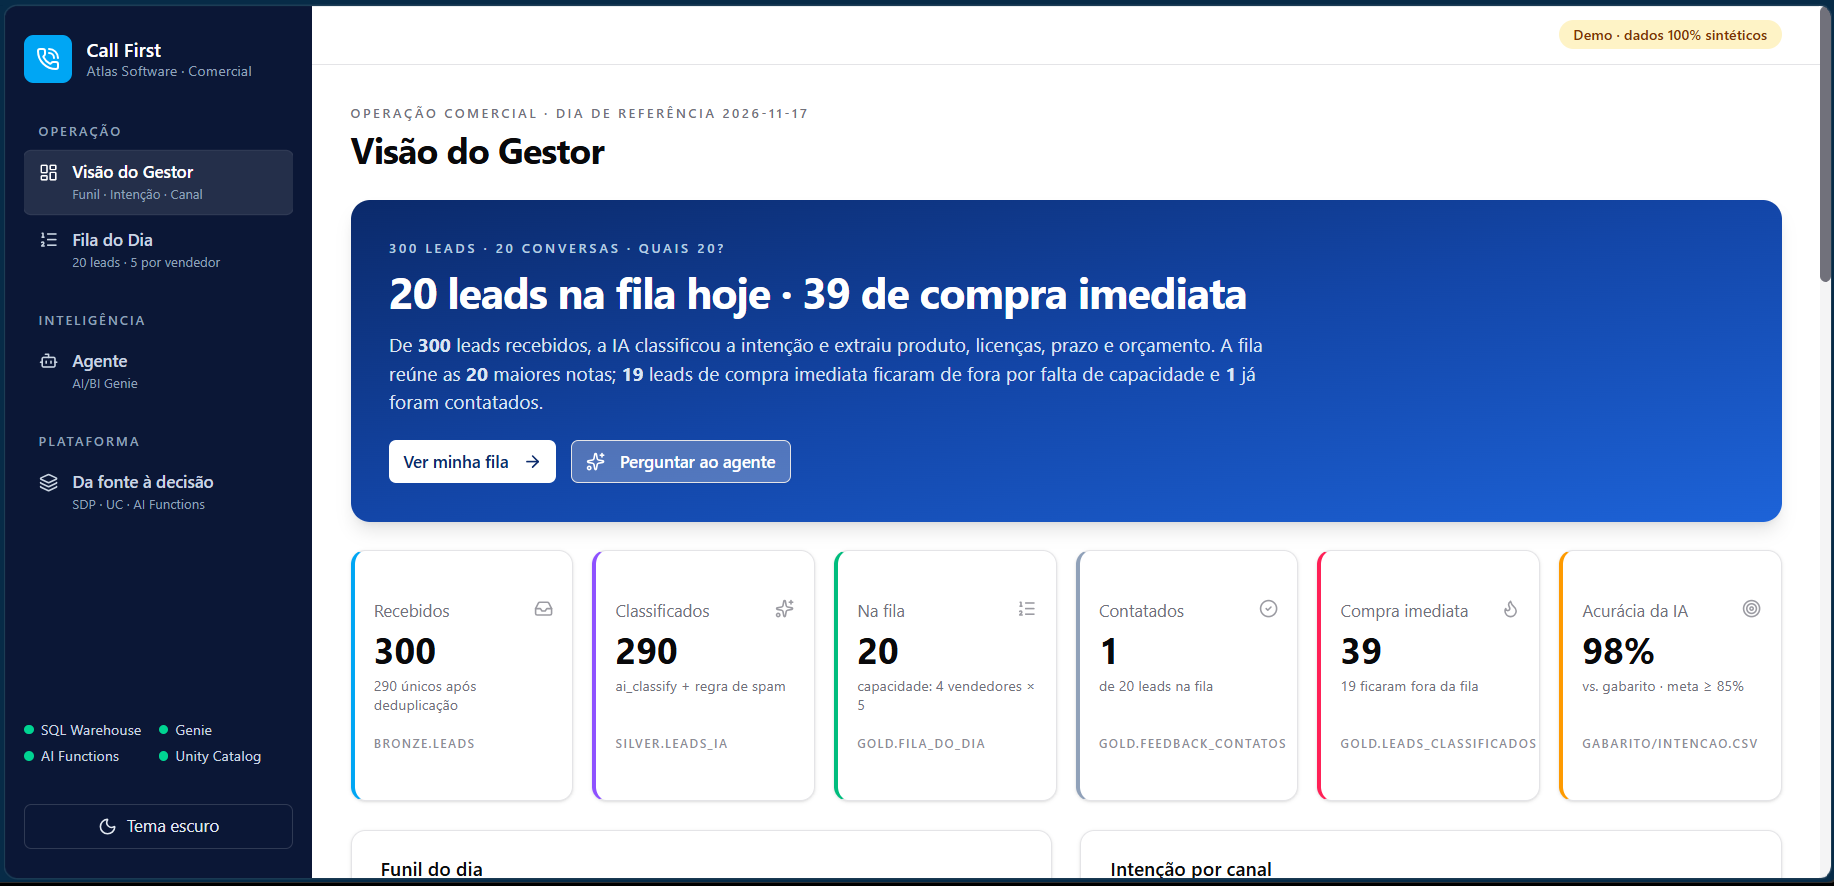 Call First
Atlas Software · Comercial
OPERAÇÃO
Visão do Gestor
Funil · Intenção · Canal
Fila do Dia
20 leads · 5 por vendedor
INTELIGÊNCIA
Agente
AI/BI Genie
PLATAFORMA
Da fonte à decisão
SDP · UC · AI Functions
SQL Warehouse
Genie
AI Functions
Unity Catalog
Tema escuro
Demo · dados 100% sintéticos
OPERAÇÃO COMERCIAL · DIA DE REFERÊNCIA 2026-11-17
Visão do Gestor
300 LEADS · 20 CONVERSAS · QUAIS 20?
20 leads na fila hoje · 39 de compra imediata
De 300 leads recebidos, a IA classificou a intenção e extraiu produto, licenças, prazo e orçamento. A fila
reúne as 20 maiores notas; 19 leads de compra imediata ficaram de fora por falta de capacidade e 1 já
foram contatados.
Ver minha fila
Perguntar ao agente
Recebidos
300
290 únicos após
deduplicação
BRONZE.LEADS
Classificados
290
ai_classify + regra de spam
SILVER.LEADS_IA
Na fila
20
capacidade: 4 vendedores ×
5
GOLD.FILA_DO_DIA
Contatados
1
de 20 leads na fila
GOLD.FEEDBACK_CONTATOS
Compra imediata
39
19 ficaram fora da fila
GOLD.LEADS_CLASSIFICADOS
Acurácia da IA
98%
vs. gabarito · meta ≥ 85%
GABARITO/INTENCAO.CSV
Funil do dia
Intenção por canal